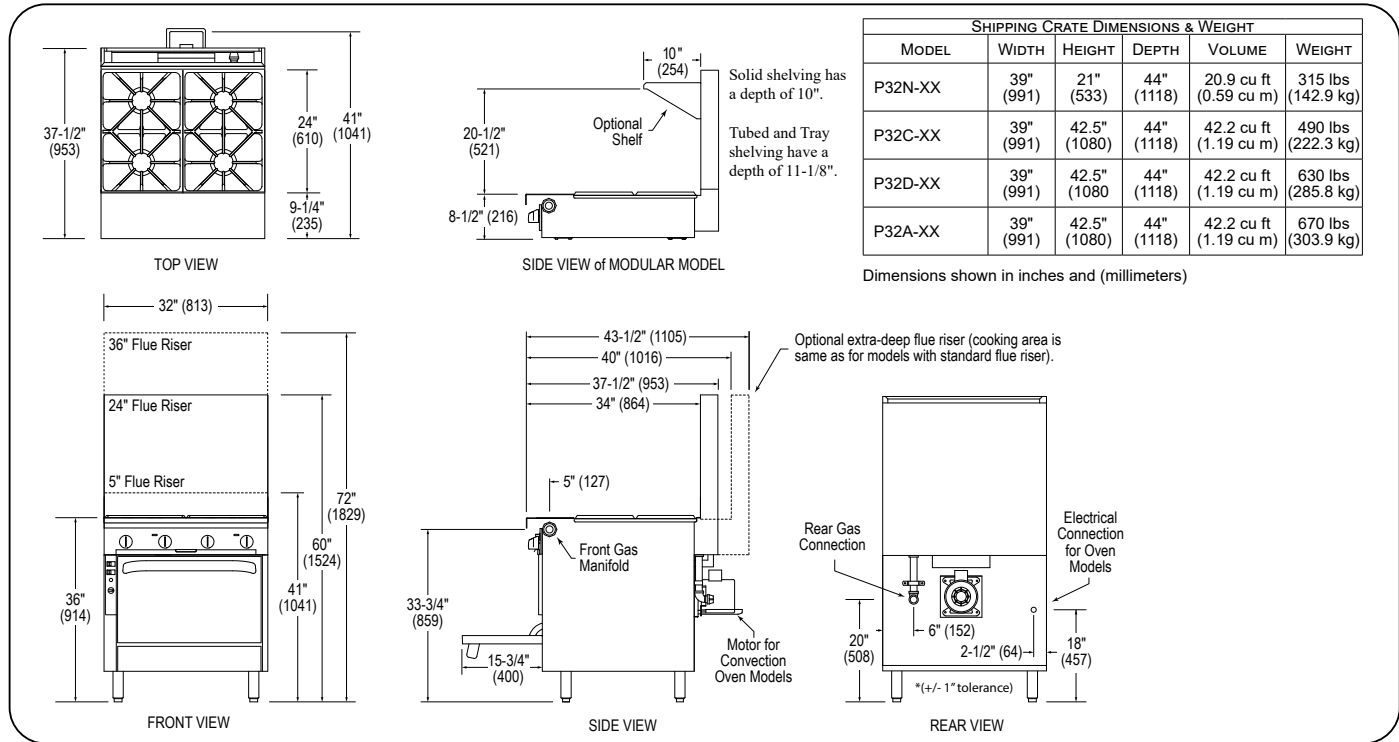 37-1/2"
(953)
24"
(610)
9-1/4"
(235)
41"
(1041)
TOP VIEW
10"
(254)
20-1/2"
(521)
Optional
Shelf
8-1/2" (216)
SIDE VIEW of MODULAR MODEL
Solid shelving has
a depth of 10".
Tubed and Tray
shelving have a
depth of 11-1/8".
SHIPPING CRATE DIMENSIONS & WEIGHT
MODEL WIDTH HEIGHT DEPTH VOLUME WEIGHT
P32N-XX 39" (991) 21" (533) 44" (1118) 20.9 cu ft (0.59 cu m) 315 lbs (142.9 kg)
P32C-XX 39" (991) 42.5" (1080) 44" (1118) 42.2 cu ft (1.19 cu m) 490 lbs (222.3 kg)
P32D-XX 39" (991) 42.5" (1080 44" (1118) 42.2 cu ft (1.19 cu m) 630 lbs (285.8 kg)
P32A-XX 39" (991) 42.5" (1080) 44" (1118) 42.2 cu ft (1.19 cu m) 670 lbs (303.9 kg)
Dimensions shown in inches and (millimeters)
32" (813)
36" Flue Riser
24" Flue Riser
5" Flue Riser
36"
(914)
41"
(1041)
60"
(1524)
72"
(1829)
FRONT VIEW
43-1/2" (1105)
40" (1016)
37-1/2" (953)
34" (864)
5" (127)
Front Gas
Manifold
33-3/4"
(859)
15-3/4"
(400)
Motor for
Convection
Oven Models
SIDE VIEW
Optional extra-deep flue riser (cooking area is
same as for models with standard flue riser).
Rear Gas
Connection
Electrical
Connection
for Oven
Models
20"
(508)
6" (152)
2-1/2" (64)
18"
(457)
*(+/- 1" tolerance)
REAR VIEW